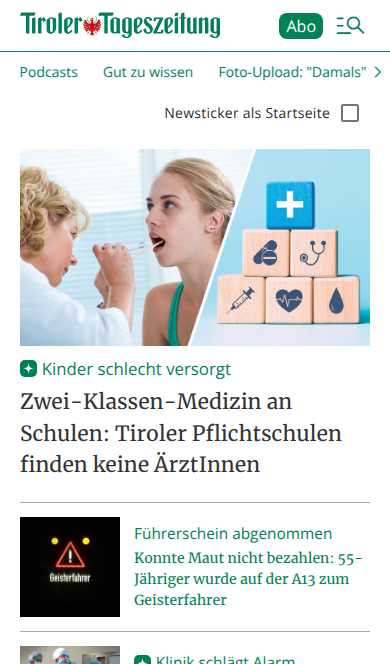 Tiroler Tageszeitung
Abo
Podcasts Gut zu wissen Foto-Upload: "Damals"
Newsticker als Startseite
Kinder schlecht versorgt
Zwei-Klassen-Medizin an
Schulen: Tiroler Pflichtschulen
finden keine ÄrztInnen
Geisterfahrer
Führerschein abgenommen
Konnte Maut nicht bezahlen: 55-
Jähriger wurde auf der A13 zum
Geisterfahrer
Klinik schlägt Alarm